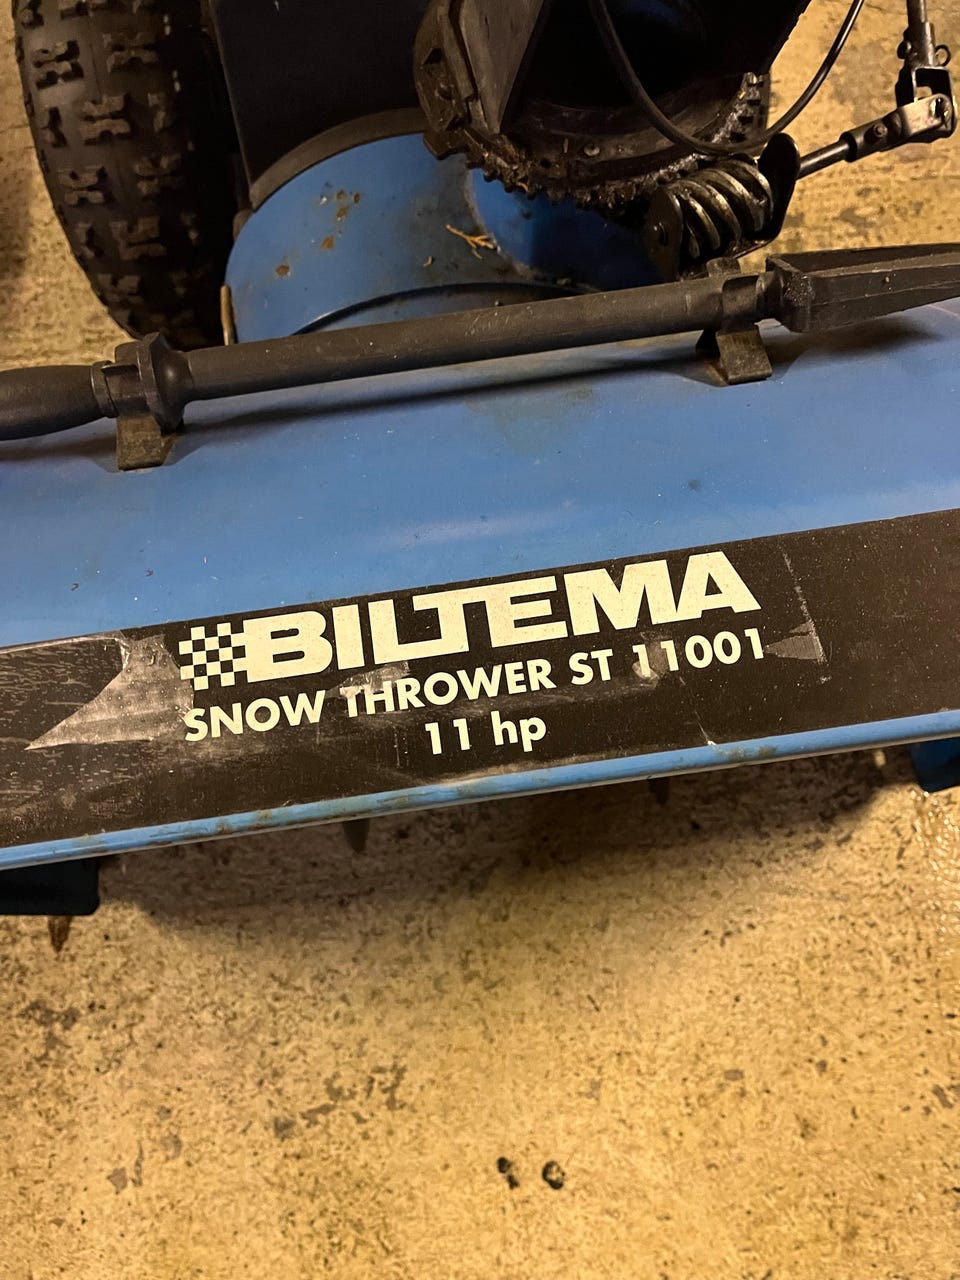 BILTEMA
SNOW THROWER ST 11001
11 hp